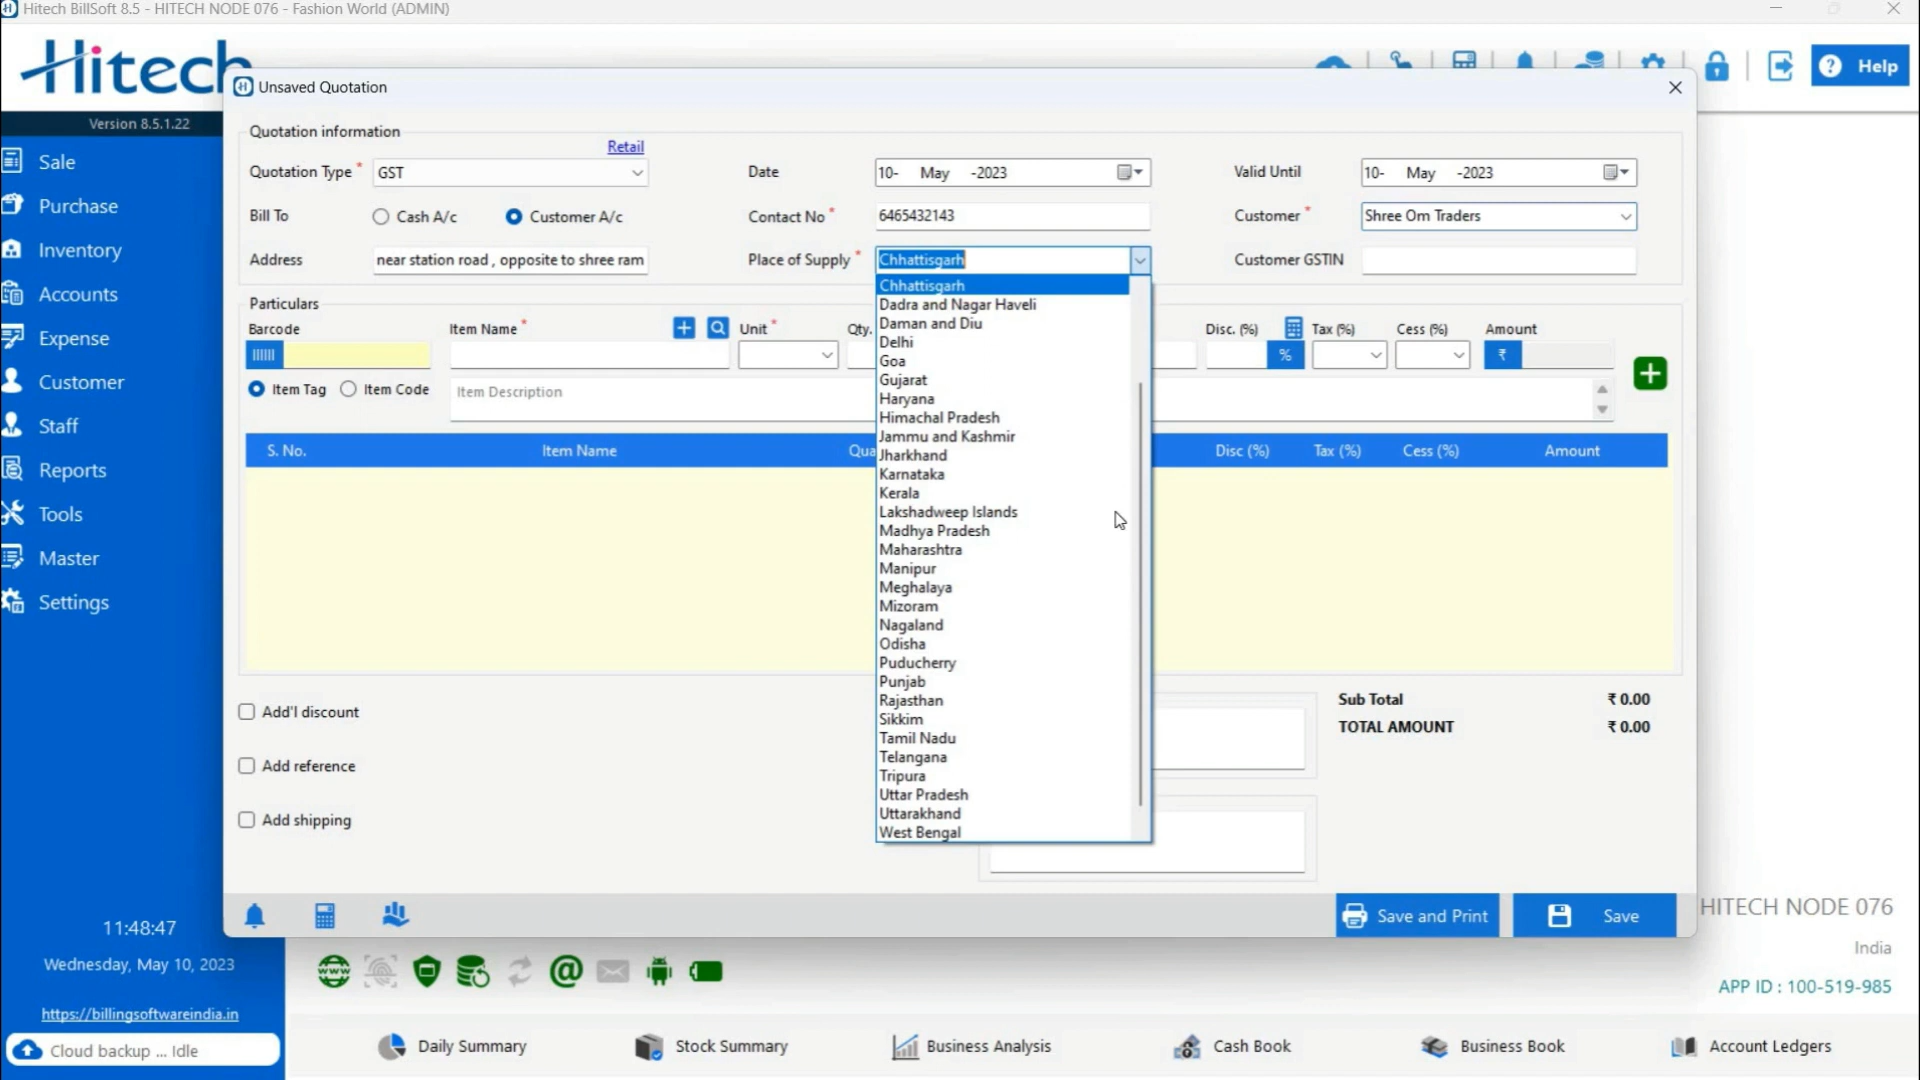 Hitech BillSoft 8.5 - HITECH NODE 076 - Fashion World (ADMIN)
Hitech
Help
Version 8.5.1.22
Sale
Purchase
Inventory
Accounts
Expense
Customer
Staff
Reports
Tools
Master
Settings
11:48:47
Wednesday, May 10, 2023
https://billingsoftwareindia.in
Cloud backup ... Idle
Unsaved Quotation
Quotation information
Retail
Quotation Type * GST
Date 10- May -2023
Valid Until 10- May -2023
Bill To Cash A/c Customer A/c
Contact No * 6465432143
Customer * Shree Om Traders
Address near station road , opposite to shree ram
Place of Supply * Chhattisgarh
Customer GSTIN
Chhattisgarh
Dadra and Nagar Haveli
Daman and Diu
Delhi
Goa
Gujarat
Haryana
Himachal Pradesh
Jammu and Kashmir
Jharkhand
Karnataka
Kerala
Lakshadweep Islands
Madhya Pradesh
Maharashtra
Manipur
Meghalaya
Mizoram
Nagaland
Odisha
Puducherry
Punjab
Rajasthan
Sikkim
Tamil Nadu
Telangana
Tripura
Uttar Pradesh
Uttarakhand
West Bengal
Particulars
Barcode Item Name * Unit * Qty. Disc. (%) Tax (%) Cess (%) Amount
% ₹
Item Tag Item Code Item Description
S. No. Item Name Qua Disc (%) Tax (%) Cess (%) Amount
Add'l discount
Add reference
Add shipping
Sub Total ₹ 0.00
TOTAL AMOUNT ₹ 0.00
Save and Print
Save
HITECH NODE 076
India
APP ID : 100-519-985
Daily Summary
Stock Summary
Business Analysis
Cash Book
Business Book
Account Ledgers